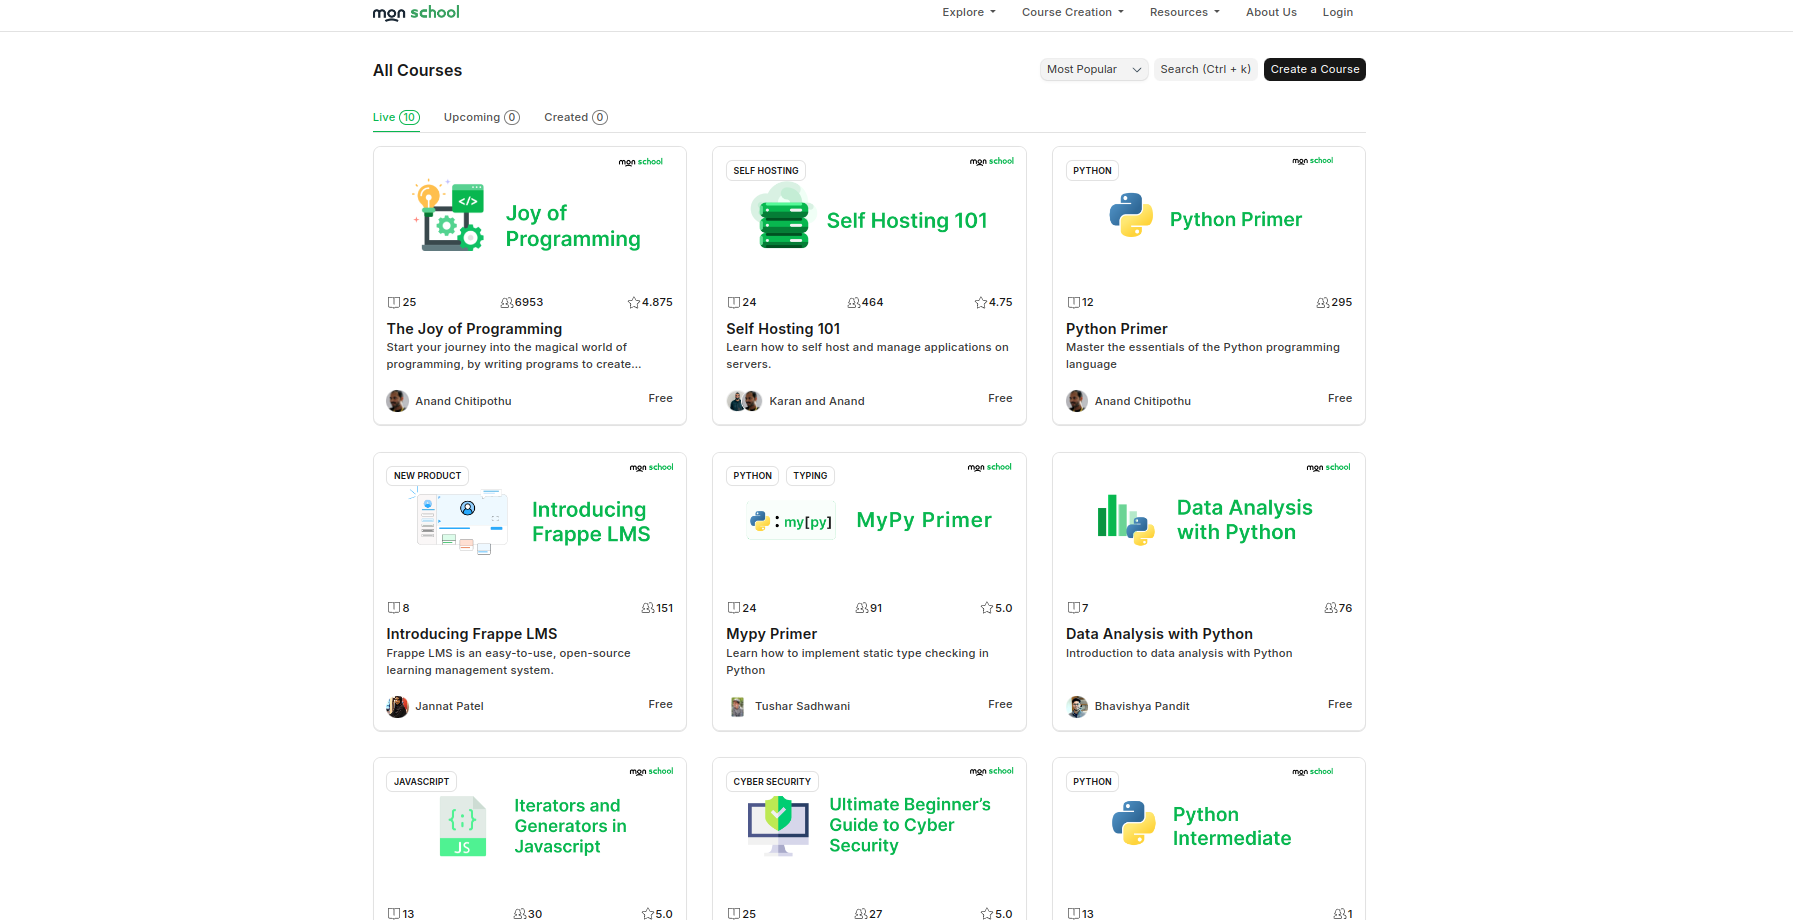 mon school
Explore
Course Creation
Resources
About Us
Login
All Courses
Most Popular
Search (Ctrl + k)
Create a Course
Live 10
Upcoming 0
Created 0
mon school
</>
Joy of
Programming
25
6953
4.875
The Joy of Programming
Start your journey into the magical world of
programming, by writing programs to create...
Anand Chitipothu
Free
SELF HOSTING
mon school
Self Hosting 101
24
464
4.75
Self Hosting 101
Learn how to self host and manage applications on
servers.
Karan and Anand
Free
PYTHON
mon school
Python Primer
12
295
Python Primer
Master the essentials of the Python programming
language
Anand Chitipothu
Free
NEW PRODUCT
mon school
Introducing
Frappe LMS
8
151
Introducing Frappe LMS
Frappe LMS is an easy-to-use, open-source
learning management system.
Jannat Patel
Free
PYTHON
TYPING
mon school
: my[py]
MyPy Primer
24
91
5.0
Mypy Primer
Learn how to implement static type checking in
Python
Tushar Sadhwani
Free
mon school
Data Analysis
with Python
7
76
Data Analysis with Python
Introduction to data analysis with Python
Bhavishya Pandit
Free
JAVASCRIPT
mon school
{;}
JS
Iterators and
Generators in
Javascript
13
30
5.0
CYBER SECURITY
mon school
Ultimate Beginner's
Guide to Cyber
Security
25
27
5.0
PYTHON
mon school
Python
Intermediate
13
1